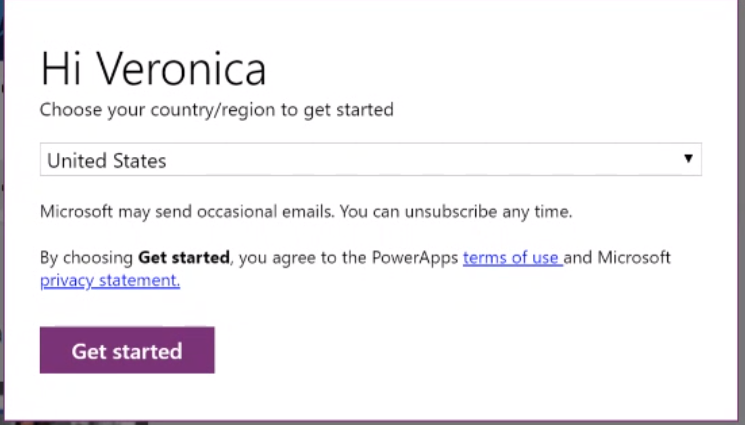 Hi Veronica
Choose your country/region to get started
United States
Microsoft may send occasional emails. You can unsubscribe any time.
By choosing Get started, you agree to the PowerApps terms of use and Microsoft
privacy statement.
Get started